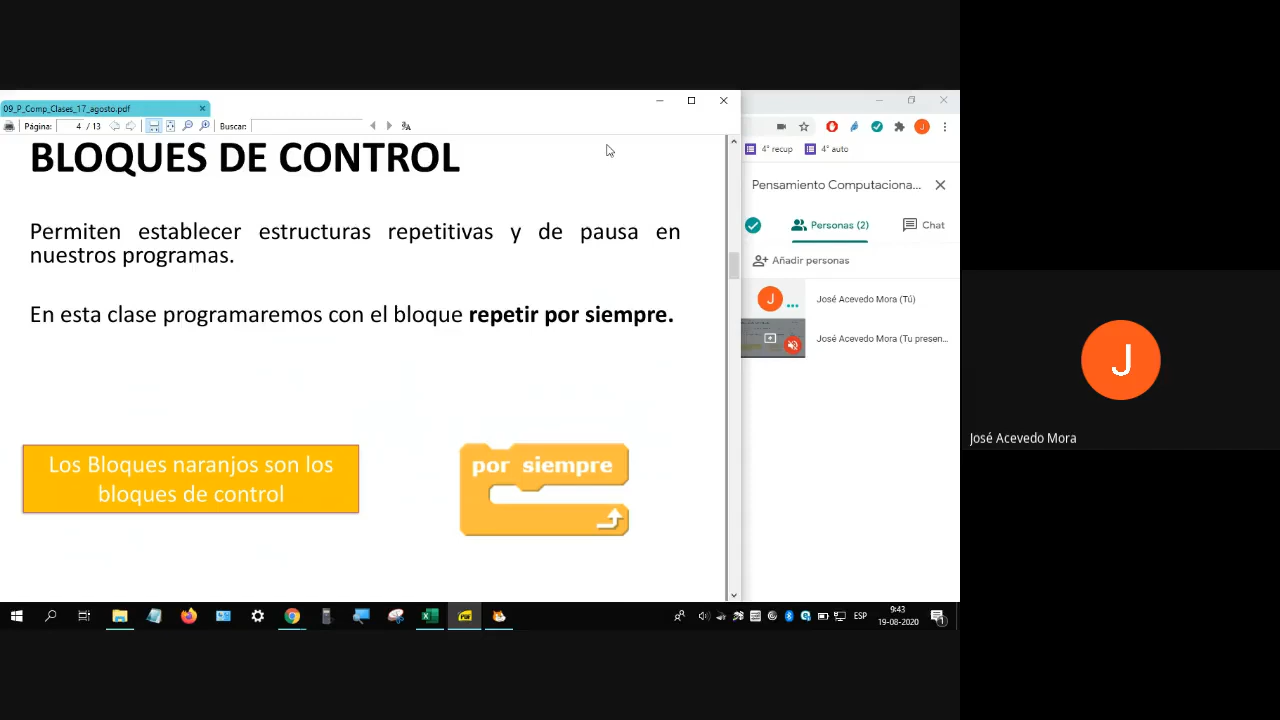 09_P_Comp_Clases_17_agosto.pdf
Página: 4 / 13 Buscar:
BLOQUES DE CONTROL
Permiten establecer estructuras repetitivas y de pausa en
nuestros programas.
En esta clase programaremos con el bloque repetir por siempre.
Los Bloques naranjos son los
bloques de control
por siempre
4° recup 4° auto
Pensamiento Computaciona...
Personas (2) Chat
Añadir personas
J José Acevedo Mora (Tú)
José Acevedo Mora (Tu presen...
J
José Acevedo Mora
ESP
9:43
19-08-2020
1